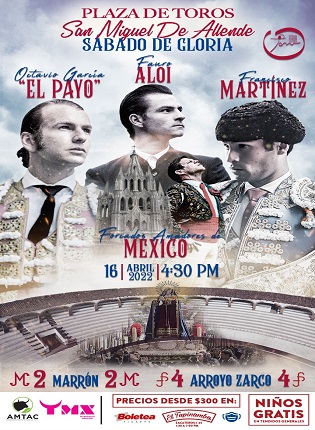 PLAZA DE TOROS
San Miguel De Allende
SÁBADO DE GLORIA
Octavio García
"EL PAYO"
Fauro
ALOI
Francisco
MARTÍNEZ
Forcados Amadores de
MÉXICO
16 | ABRIL 2022 | 4:30 PM
2 MARRÓN 2
4 ARROYO ZARCO 4
AMTAC
TMX
PRECIOS DESDE $300 EN:
Boletea
El Tupinamba
NIÑOS
GRATIS
EN TENDIDOS GENERALES